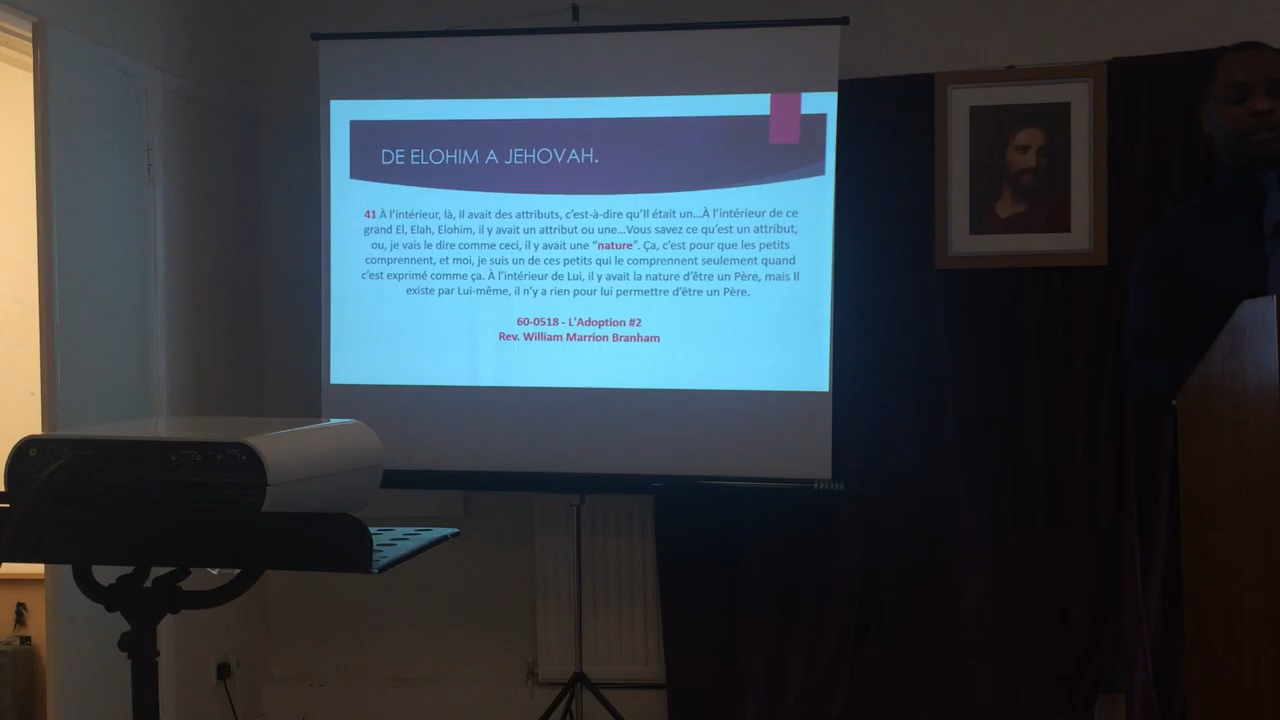 DE ELOHIM A JEHOVAH.
41 À l'intérieur, là, Il avait des attributs, c'est-à-dire qu'Il était un...À l'intérieur de ce
grand El, Elah, Elohim, il y avait un attribut ou une...Vous savez ce qu'est un attribut,
ou, je vais le dire comme ceci, il y avait une “nature”. Ça, c'est pour que les petits
comprennent, et moi, je suis un de ces petits qui le comprennent seulement quand
c'est exprimé comme ça. À l'intérieur de Lui, il y avait la nature d'être un Père, mais Il
existe par Lui-même, il n'y a rien pour lui permettre d'être un Père.
60-0518 - L'Adoption #2
Rev. William Marrion Branham